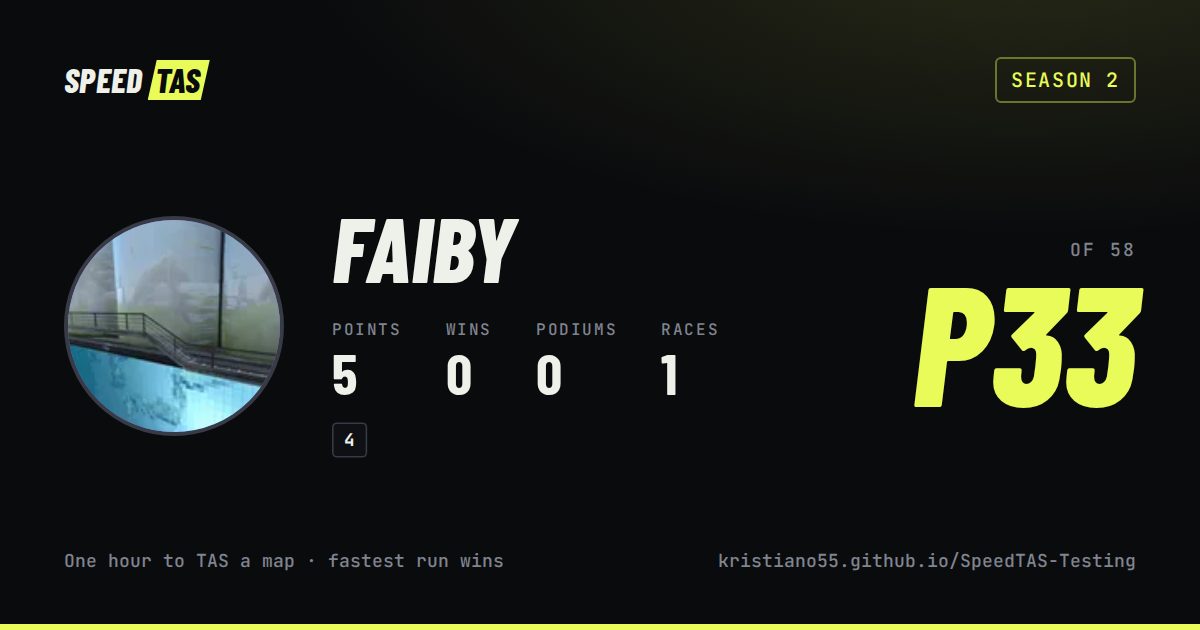 SPEED TAS
SEASON 2
FAIBY
OF 58
P33
POINTS WINS PODIUMS RACES
5 0 0 1
4
One hour to TAS a map · fastest run wins
kristiano55.github.io/SpeedTAS-Testing